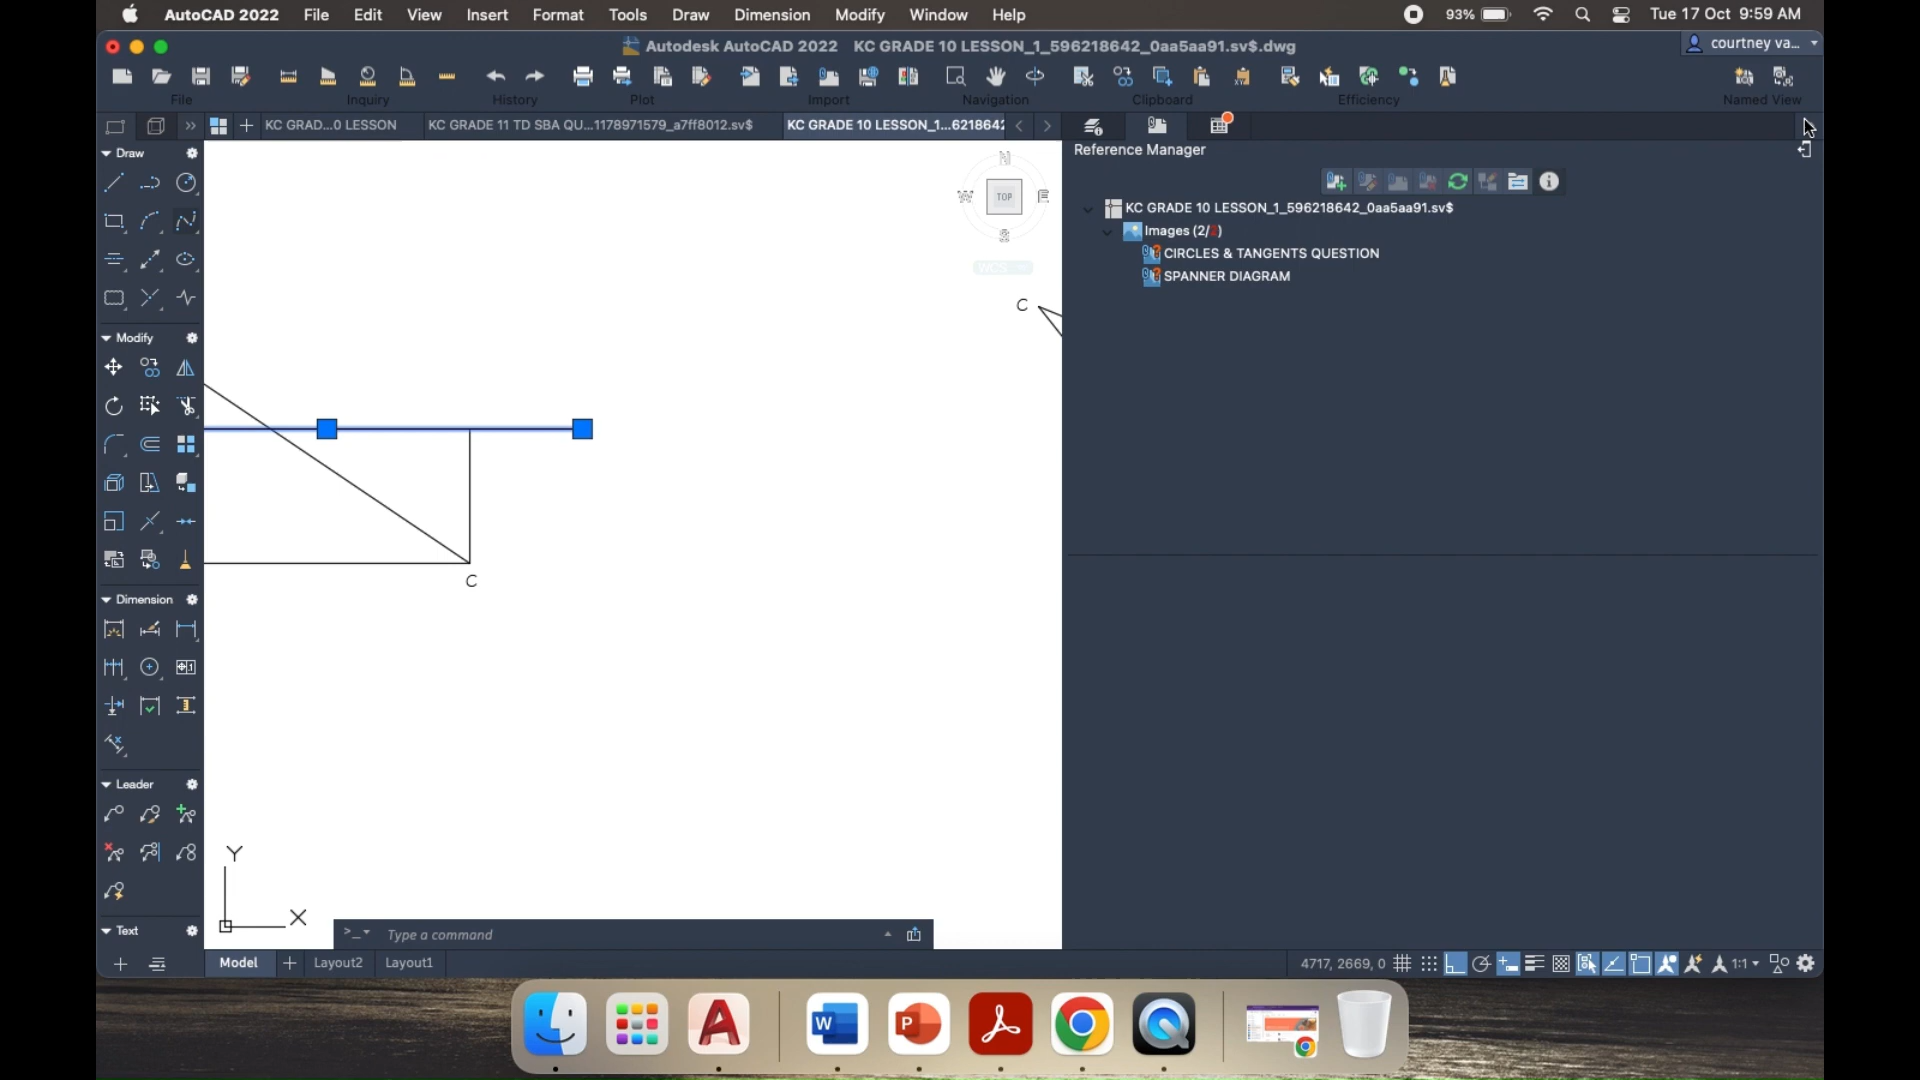 AutoCAD 2022 File Edit View Insert Format Tools Draw Dimension Modify Window Help 93% Tue 17 Oct 9:59 AM
Autodesk AutoCAD 2022 KC GRADE 10 LESSON_1_596218642_0aa5aa91.sv$.dwg courtney va...
File Inquiry History Plot Import Navigation Clipboard Efficiency Named View
KC GRAD...0 LESSON KC GRADE 11 TD SBA QU...1178971579_a7ff8012.sv$ KC GRADE 10 LESSON_1...621864
Draw
Reference Manager
N
W TOP E
S
WCS
KC GRADE 10 LESSON_1_596218642_0aa5aa91.sv$
Images (2/2)
CIRCLES & TANGENTS QUESTION
SPANNER DIAGRAM
C
Modify
C
Dimension
Leader
Y
X
Text
>_ Type a command
Model Layout2 Layout1
4717, 2669, 0 1:1
W P